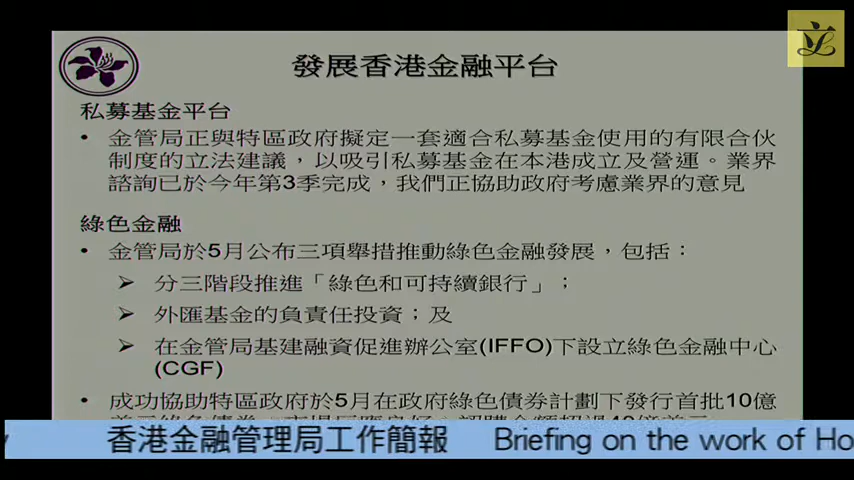 發展香港金融平台
私募基金平台
• 金管局正與特區政府擬定一套適合私募基金使用的有限合伙
制度的立法建議，以吸引私募基金在本港成立及營運。業界
諮詢已於今年第3季完成，我們正協助政府考慮業界的意見
綠色金融
• 金管局於5月公布三項舉措推動綠色金融發展，包括：
➢ 分三階段推進「綠色和可持續銀行」；
➢ 外匯基金的負責任投資；及
➢ 在金管局基建融資促進辦公室(IFFO)下設立綠色金融中心
(CGF)
• 成功協助特區政府於5月在政府綠色債券計劃下發行首批10億
香港金融管理局工作簡報 Briefing on the work of Ho